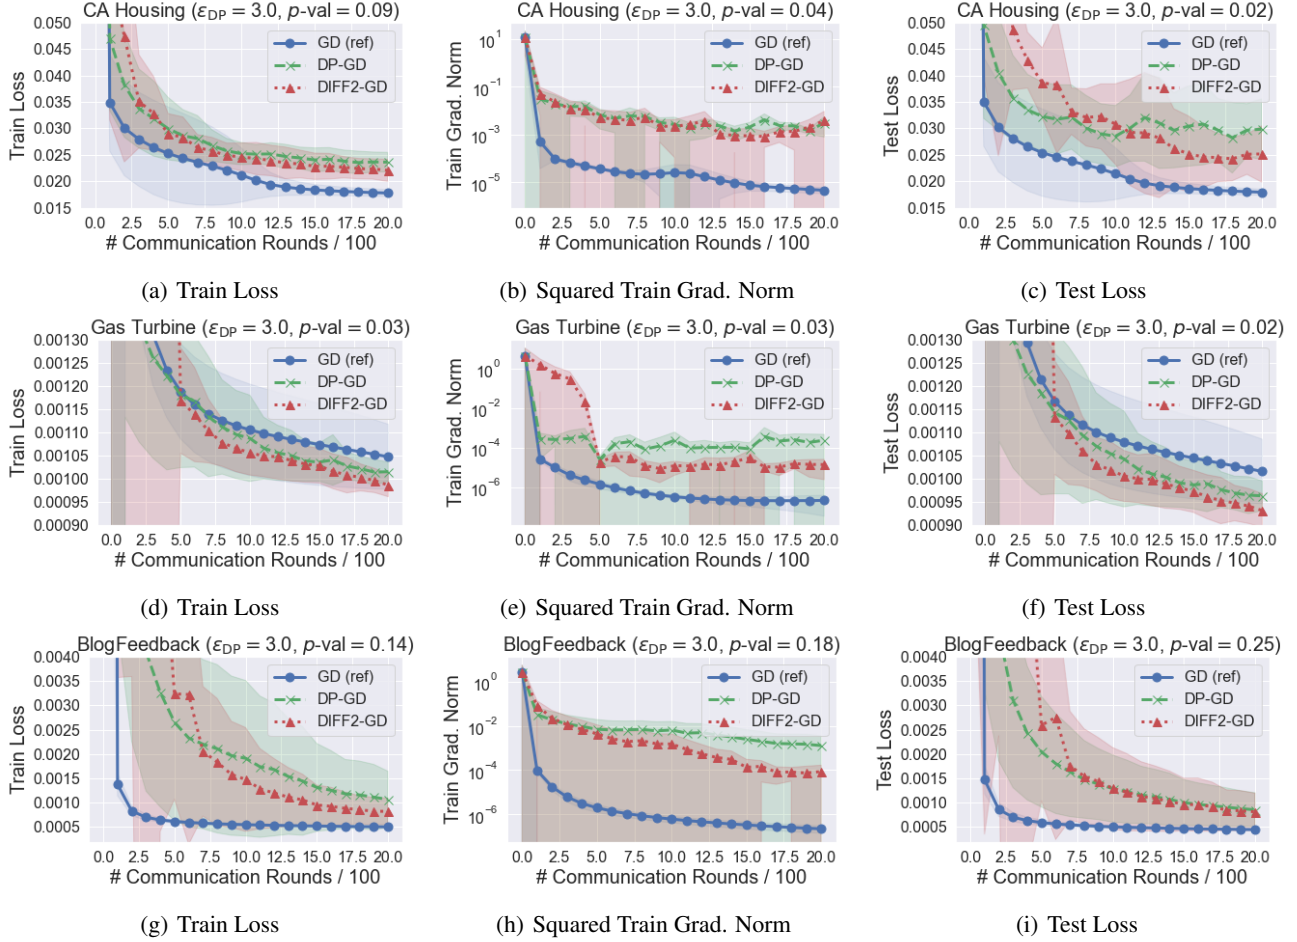 CA Housing (εDP = 3.0, p-val = 0.09)
Train Loss
0.050
0.045
0.040
0.035
0.030
0.025
0.020
0.015
GD (ref)
DP-GD
DIFF2-GD
0.0 2.5 5.0 7.5 10.0 12.5 15.0 17.5 20.0
# Communication Rounds / 100
(a) Train Loss
CA Housing (εDP = 3.0, p-val = 0.04)
Train Grad. Norm
10^1
10^-1
10^-3
10^-5
GD (ref)
DP-GD
DIFF2-GD
0.0 2.5 5.0 7.5 10.0 12.5 15.0 17.5 20.0
# Communication Rounds / 100
(b) Squared Train Grad. Norm
CA Housing (εDP = 3.0, p-val = 0.02)
Test Loss
0.050
0.045
0.040
0.035
0.030
0.025
0.020
0.015
GD (ref)
DP-GD
DIFF2-GD
0.0 2.5 5.0 7.5 10.0 12.5 15.0 17.5 20.0
# Communication Rounds / 100
(c) Test Loss
Gas Turbine (εDP = 3.0, p-val = 0.03)
Train Loss
0.00130
0.00125
0.00120
0.00115
0.00110
0.00105
0.00100
0.00095
0.00090
GD (ref)
DP-GD
DIFF2-GD
0.0 2.5 5.0 7.5 10.0 12.5 15.0 17.5 20.0
# Communication Rounds / 100
(d) Train Loss
Gas Turbine (εDP = 3.0, p-val = 0.03)
Train Grad. Norm
10^0
10^-2
10^-4
10^-6
GD (ref)
DP-GD
DIFF2-GD
0.0 2.5 5.0 7.5 10.0 12.5 15.0 17.5 20.0
# Communication Rounds / 100
(e) Squared Train Grad. Norm
Gas Turbine (εDP = 3.0, p-val = 0.02)
Test Loss
0.00130
0.00125
0.00120
0.00115
0.00110
0.00105
0.00100
0.00095
0.00090
GD (ref)
DP-GD
DIFF2-GD
0.0 2.5 5.0 7.5 10.0 12.5 15.0 17.5 20.0
# Communication Rounds / 100
(f) Test Loss
BlogFeedback (εDP = 3.0, p-val = 0.14)
Train Loss
0.0040
0.0035
0.0030
0.0025
0.0020
0.0015
0.0010
0.0005
GD (ref)
DP-GD
DIFF2-GD
0.0 2.5 5.0 7.5 10.0 12.5 15.0 17.5 20.0
# Communication Rounds / 100
(g) Train Loss
BlogFeedback (εDP = 3.0, p-val = 0.18)
Train Grad. Norm
10^0
10^-2
10^-4
10^-6
GD (ref)
DP-GD
DIFF2-GD
0.0 2.5 5.0 7.5 10.0 12.5 15.0 17.5 20.0
# Communication Rounds / 100
(h) Squared Train Grad. Norm
BlogFeedback (εDP = 3.0, p-val = 0.25)
Test Loss
0.0040
0.0035
0.0030
0.0025
0.0020
0.0015
0.0010
0.0005
GD (ref)
DP-GD
DIFF2-GD
0.0 2.5 5.0 7.5 10.0 12.5 15.0 17.5 20.0
# Communication Rounds / 100
(i) Test Loss